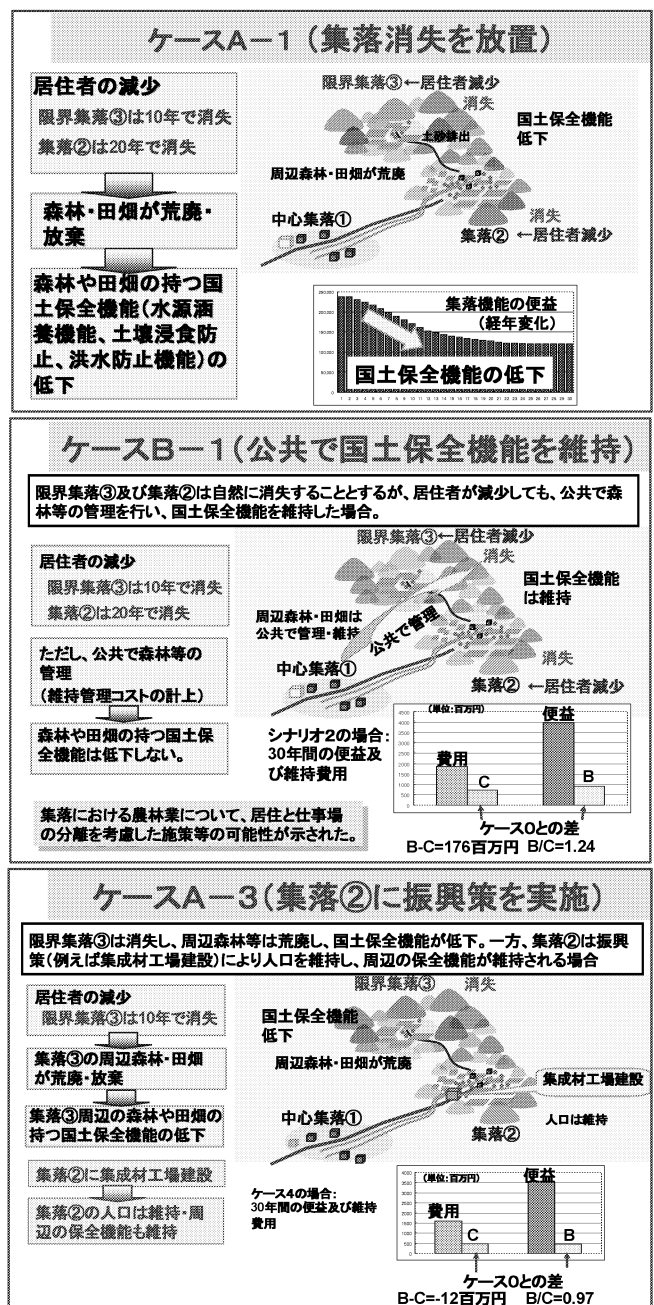 ケースA－1（集落消失を放置）
居住者の減少
限界集落③は10年で消失
集落②は20年で消失
森林・田畑が荒廃・
放棄
森林や田畑の持つ国
土保全機能（水源涵
養機能、土壌浸食防
止、洪水防止機能）の
低下
限界集落③←居住者減少
消失
国土保全機能
低下
土砂排出
周辺森林・田畑が荒廃
中心集落①
消失
集落② ←居住者減少
集落機能の便益
（経年変化）
国土保全機能の低下
ケースB－1（公共で国土保全機能を維持）
限界集落③及び集落②は自然に消失することとするが、居住者が減少しても、公共で森
林等の管理を行い、国土保全機能を維持した場合。
居住者の減少
限界集落③は10年で消失
集落②は20年で消失
ただし、公共で森林等の
管理
（維持管理コストの計上）
森林や田畑の持つ国土保
全機能は低下しない。
集落における農林業について、居住と仕事場
の分離を考慮した施策等の可能性が示された。
限界集落③←居住者減少
消失
国土保全機能
は維持
周辺森林・田畑は
公共で管理・維持
公共で管理
中心集落①
消失
集落② ←居住者減少
シナリオ2の場合：
30年間の便益及
び維持費用
（単位：百万円）
便益
費用
C
B
4500
4000
3500
3000
2500
2000
1500
1000
500
0
ケース0との差
B-C=176百万円 B/C=1.24
ケースA－3（集落②に振興策を実施）
限界集落③は消失し、周辺森林等は荒廃し、国土保全機能が低下。一方、集落②は振興
策（例えば集成材工場建設）により人口を維持し、周辺の保全機能が維持される場合
居住者の減少
限界集落③は10年で消失
集落③の周辺森林・田畑
が荒廃・放棄
集落③周辺の森林や田畑の
持つ国土保全機能の低下
集落②に集成材工場建設
集落②の人口は維持・周
辺の保全機能も維持
限界集落③
消失
国土保全機能
低下
周辺森林・田畑が荒廃
集成材工場建設
中心集落①
人口は維持
集落②
ケース4の場合：
30年間の便益及び維持
費用
（単位：百万円）
便益
費用
C
B
4000
3500
3000
2500
2000
1500
1000
500
0
ケース0との差
B-C=-12百万円 B/C=0.97